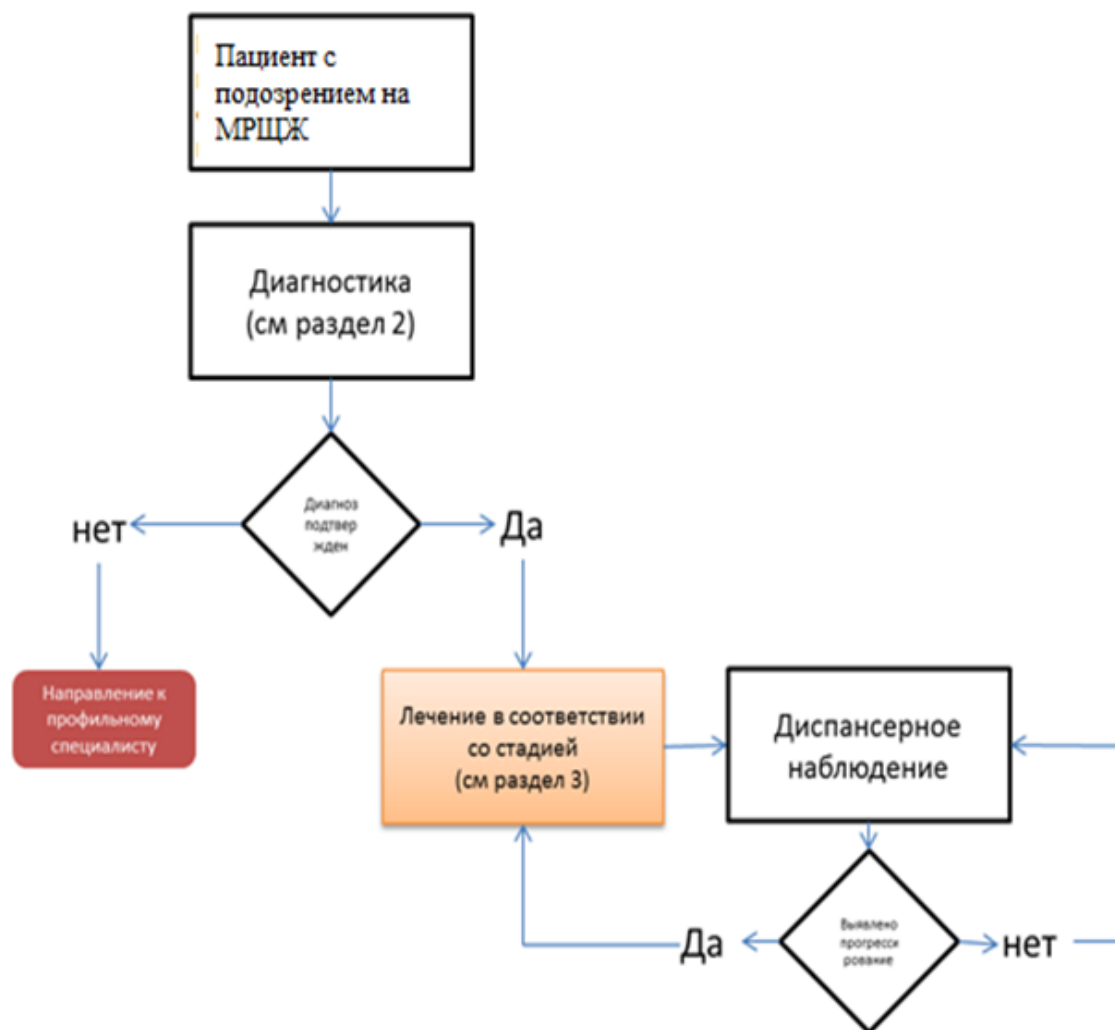 Пациент с
подозрением на
МРЩЖ
Диагностика
(см раздел 2)
Диагноз
подтвер
жден
нет
Да
Направление к
профильному
специалисту
Лечение в соответствии
со стадией
(см раздел 3)
Диспансерное
наблюдение
Выявлено
прогресси
рование
Да
нет